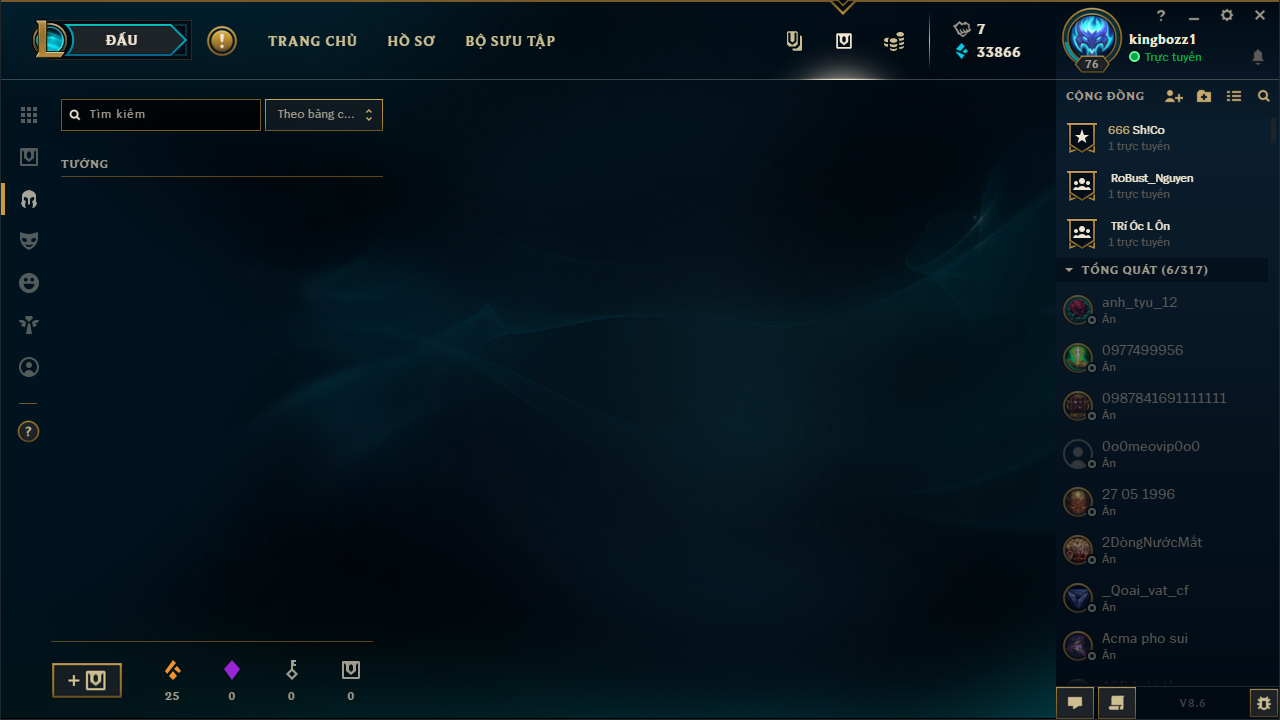 ĐẤU
TRANG CHỦ
HỒ SƠ
BỘ SƯU TẬP
7
33866
76
kingbozz1
Trực tuyến
Tìm kiếm
Theo bảng c...
TƯỚNG
CỘNG ĐỒNG
666 Sh!Co
1 trực tuyến
RoBust_Nguyen
1 trực tuyến
TRí Óc L Ôn
1 trực tuyến
TỔNG QUÁT (6/317)
anh_tyu_12
Ẩn
0977499956
Ẩn
0987841691111111
Ẩn
0o0meovip0o0
Ẩn
27 05 1996
Ẩn
2DòngNướcMắt
Ẩn
_Qoai_vat_cf
Ẩn
Acma pho sui
Ẩn
25
0
0
0
V8.6